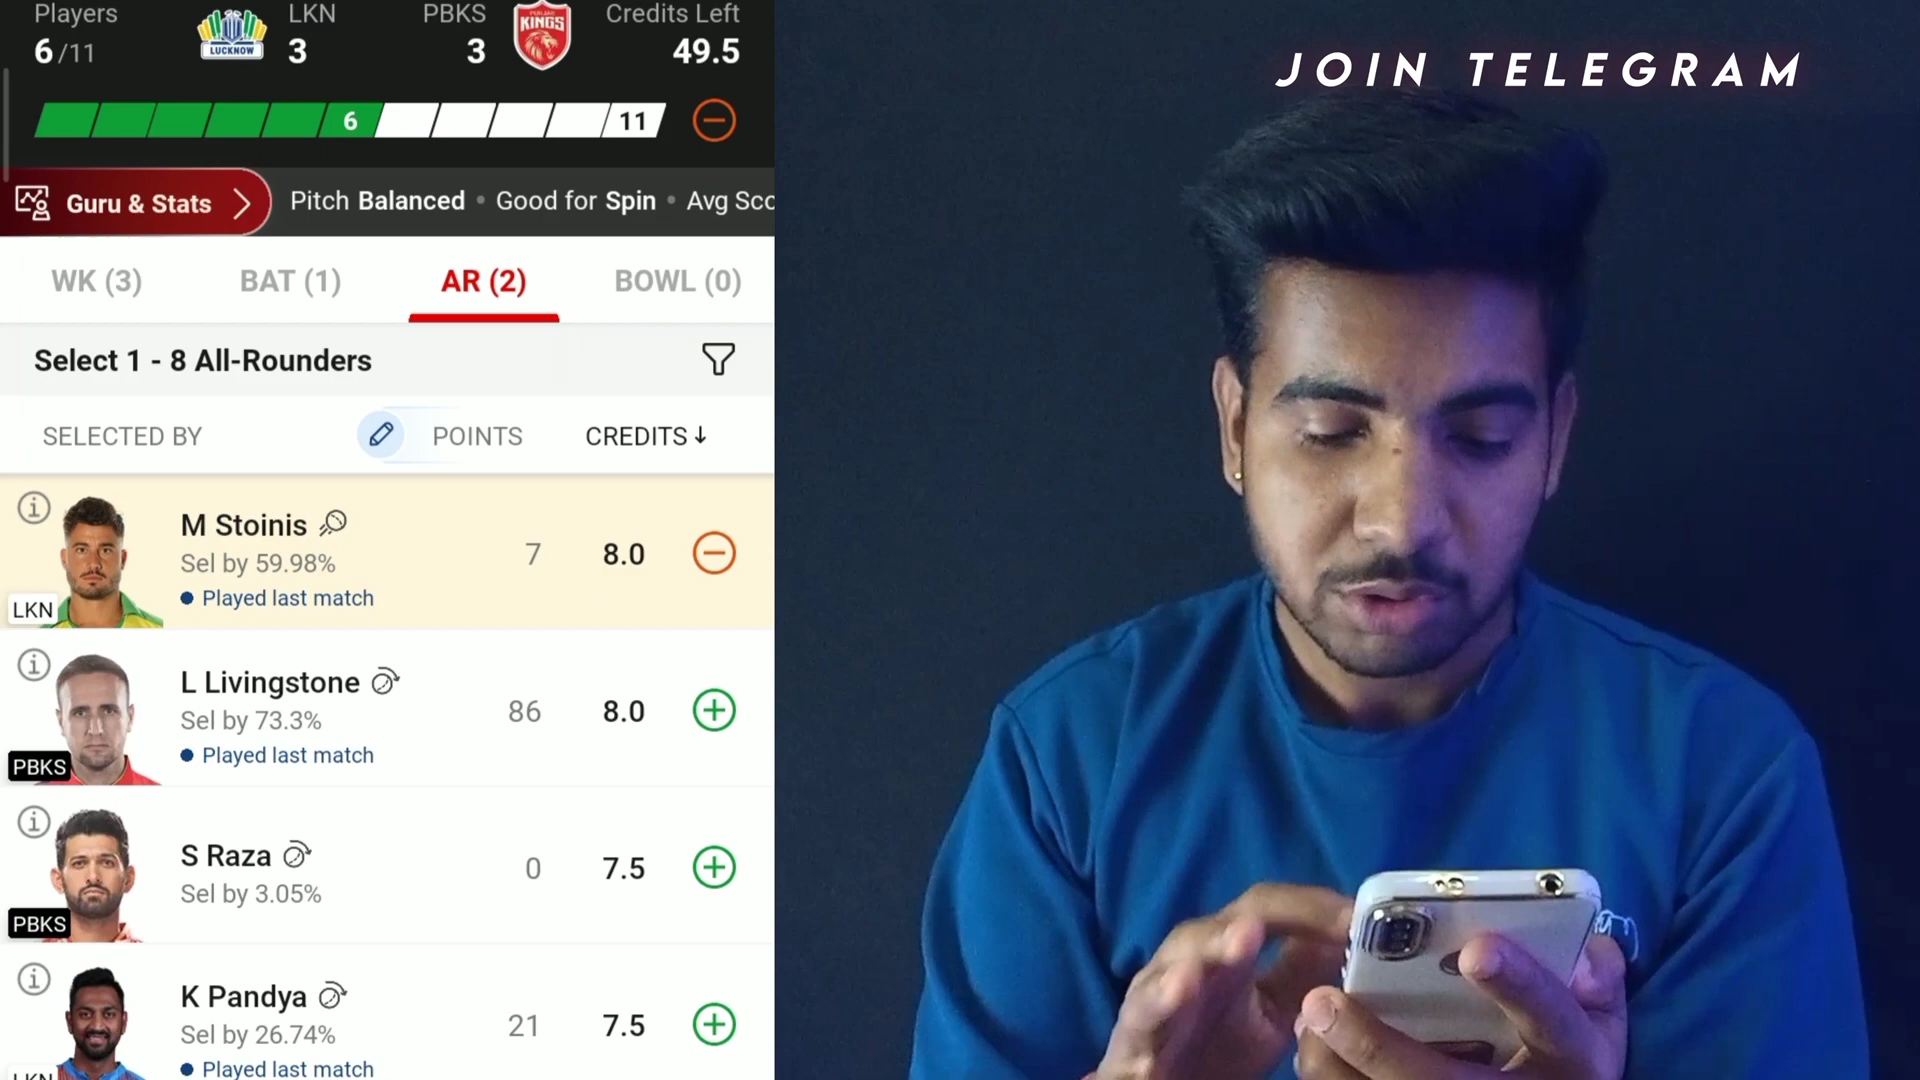 Players LKN PBKS Credits Left
6/11 3 3 49.5
LUCKNOW
PUNJAB
KINGS
6 11
Guru & Stats Pitch Balanced • Good for Spin • Avg Sco
WK (3) BAT (1) AR (2) BOWL (0)
Select 1 - 8 All-Rounders
SELECTED BY POINTS CREDITS↓
M Stoinis
Sel by 59.98% 7 8.0
Played last match
LKN
L Livingstone
Sel by 73.3% 86 8.0
Played last match
PBKS
S Raza
Sel by 3.05% 0 7.5
PBKS
K Pandya
Sel by 26.74% 21 7.5
Played last match
LKN
JOIN TELEGRAM